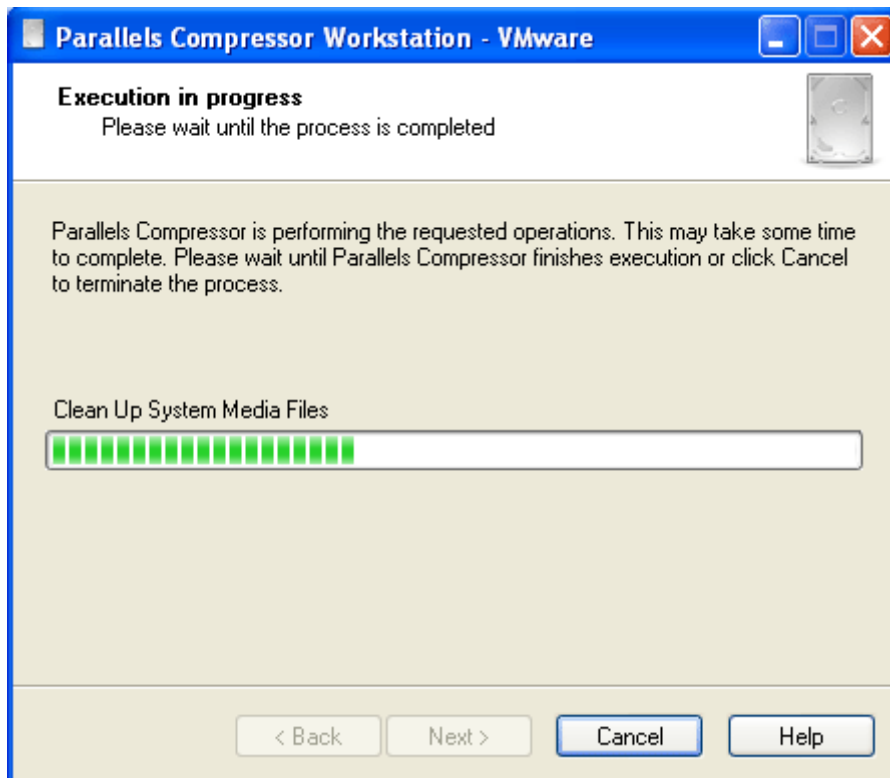 Parallels Compressor Workstation - VMware
Execution in progress
Please wait until the process is completed
Parallels Compressor is performing the requested operations. This may take some time
to complete. Please wait until Parallels Compressor finishes execution or click Cancel
to terminate the process.
Clean Up System Media Files
< Back Next > Cancel Help